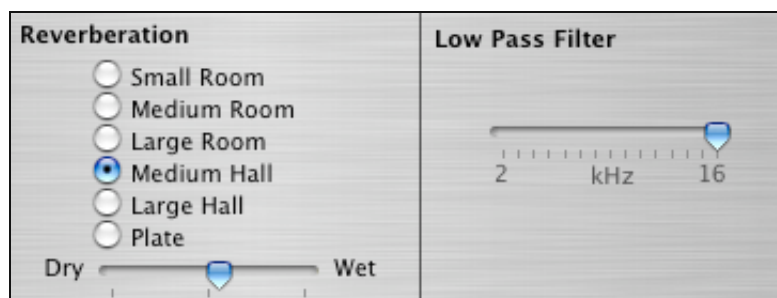 Reverberation
Small Room
Medium Room
Large Room
Medium Hall
Large Hall
Plate
Dry Wet
Low Pass Filter
2 kHz 16